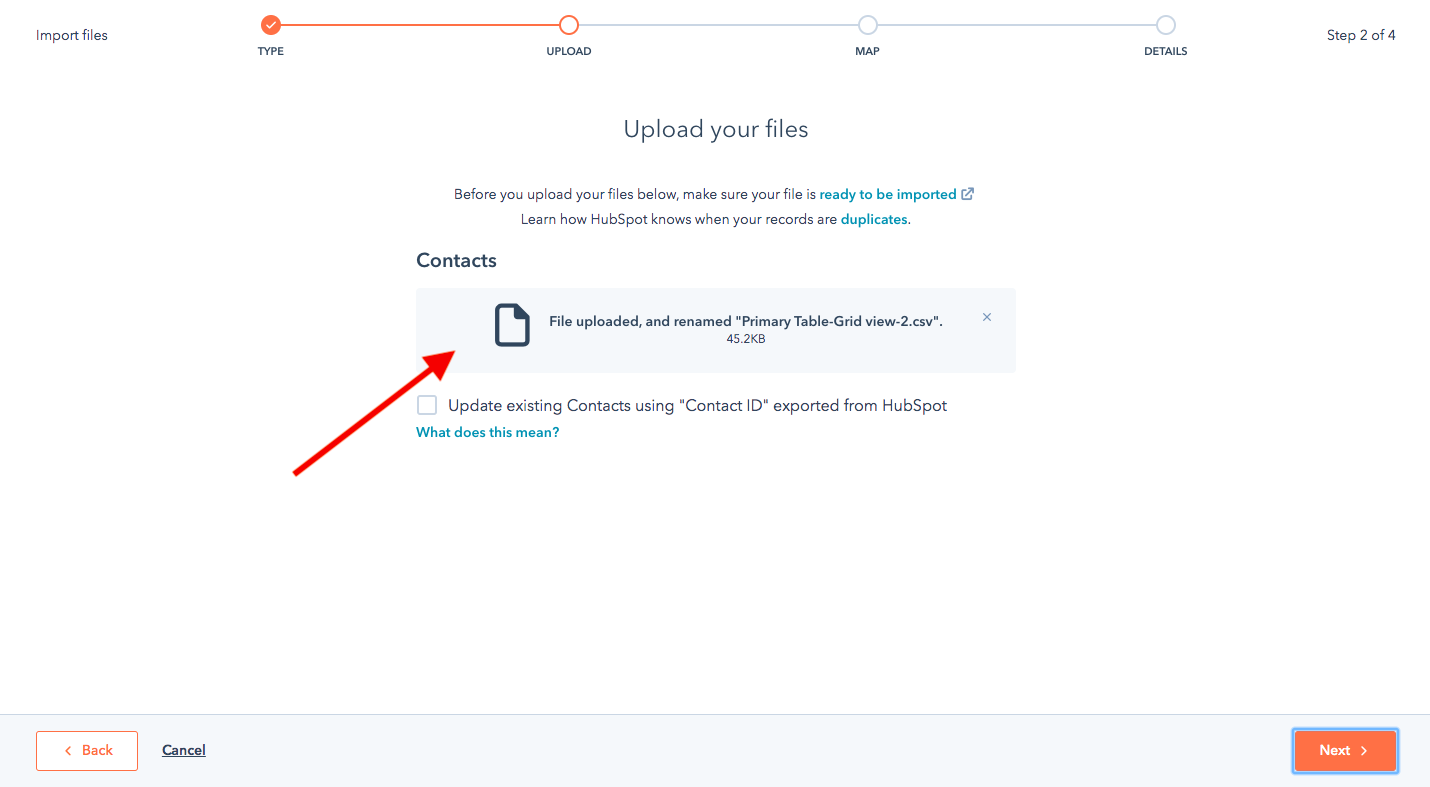 Import files
TYPE
UPLOAD
MAP
DETAILS
Step 2 of 4
Upload your files
Before you upload your files below, make sure your file is ready to be imported
Learn how HubSpot knows when your records are duplicates.
Contacts
File uploaded, and renamed "Primary Table-Grid view-2.csv".
45.2KB
Update existing Contacts using "Contact ID" exported from HubSpot
What does this mean?
Back
Cancel
Next